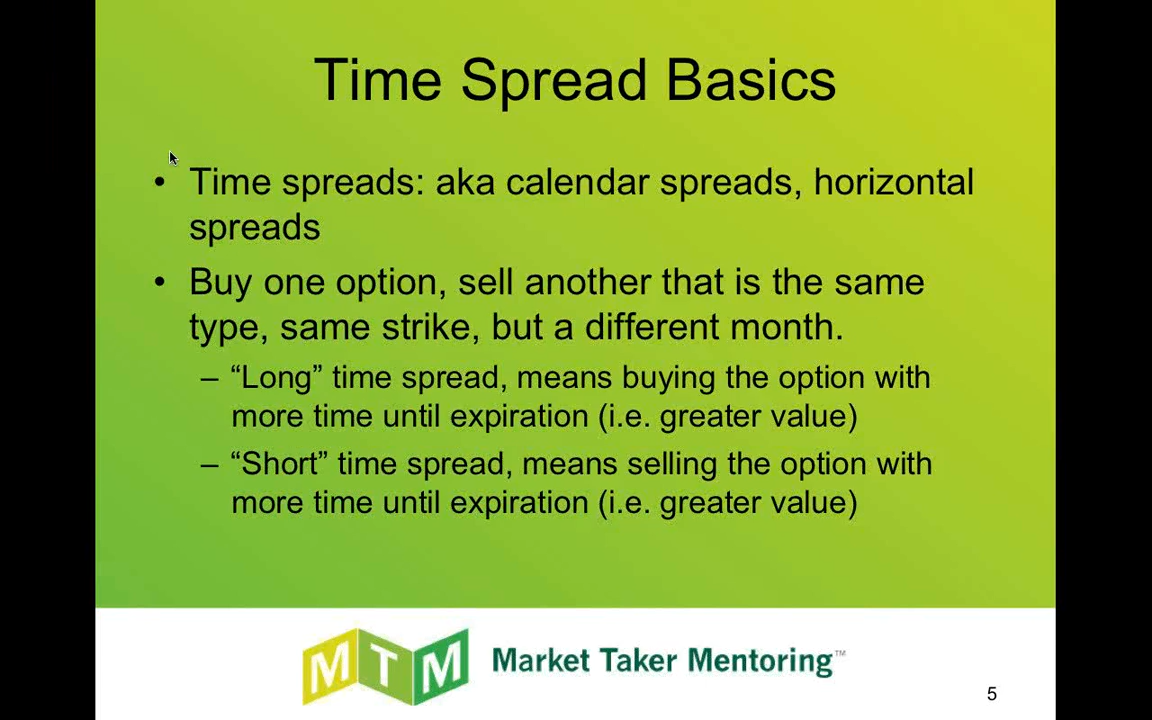 Time Spread Basics
• Time spreads: aka calendar spreads, horizontal
spreads
• Buy one option, sell another that is the same
type, same strike, but a different month.
– “Long” time spread, means buying the option with
more time until expiration (i.e. greater value)
– “Short” time spread, means selling the option with
more time until expiration (i.e. greater value)
MTM Market Taker Mentoring™
5